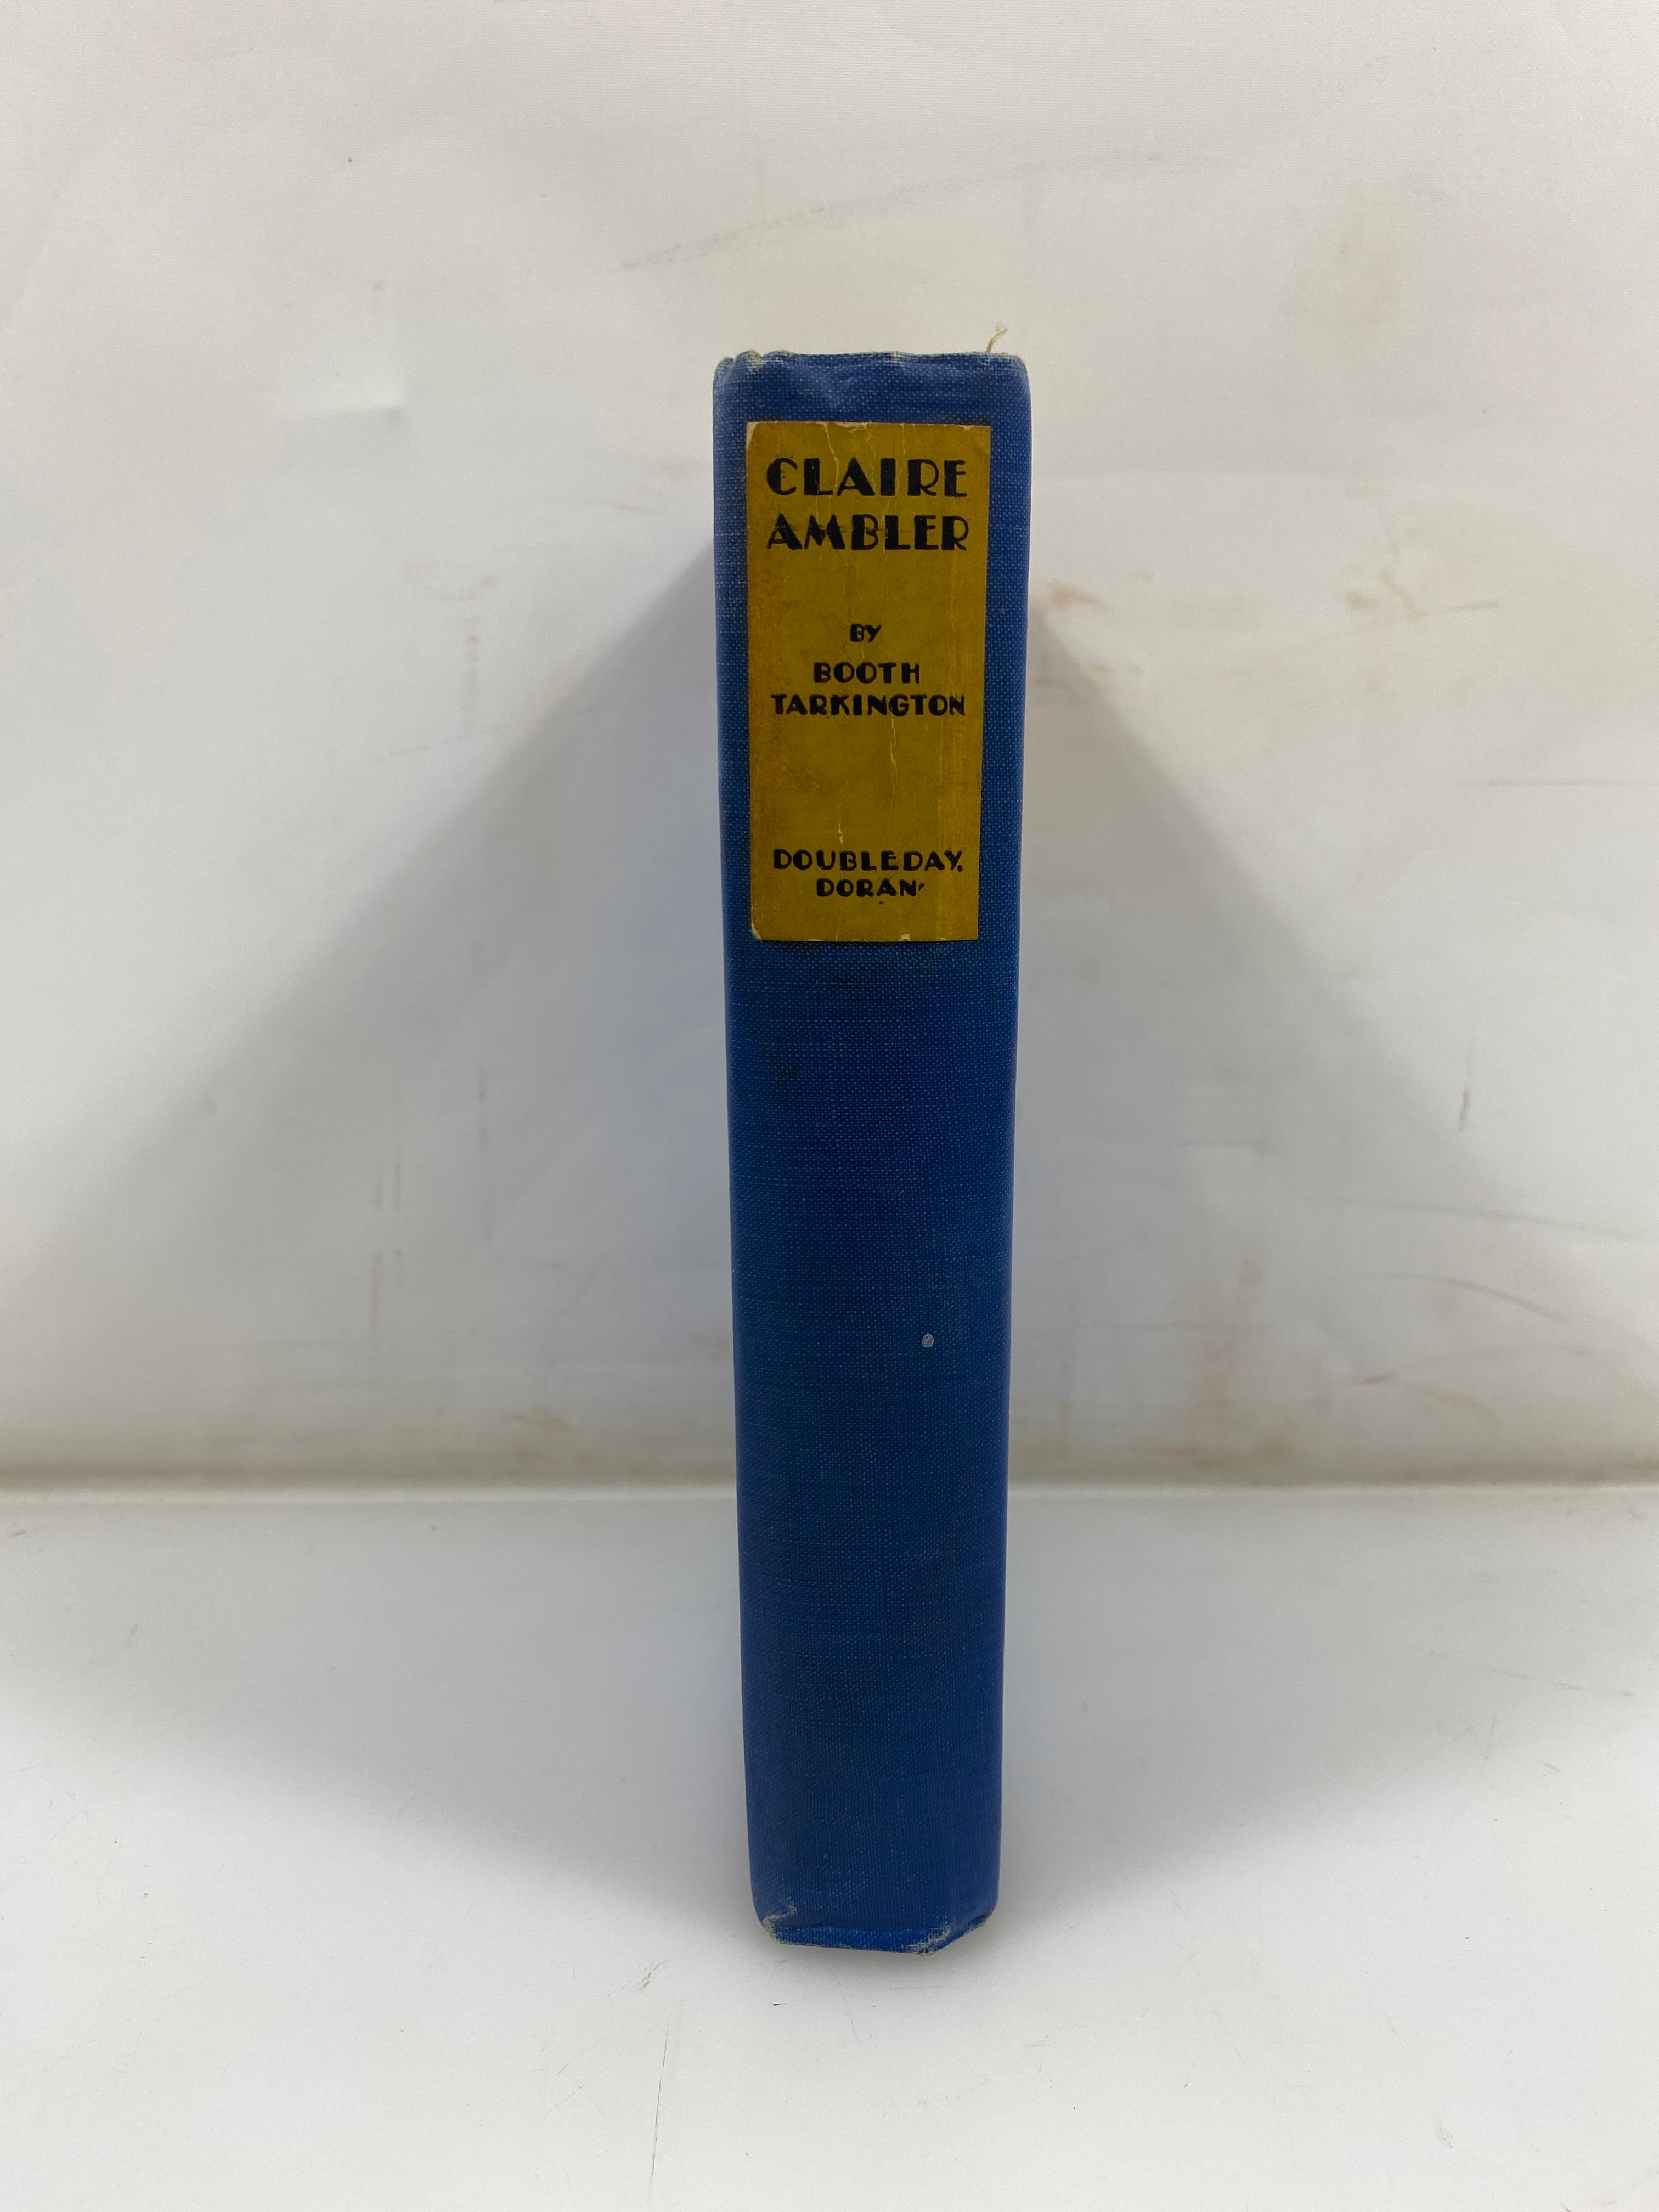 CLAIRE
AMBLER
BY
BOOTH
TARKINGTON
DOUBLEDAY,
DORAN